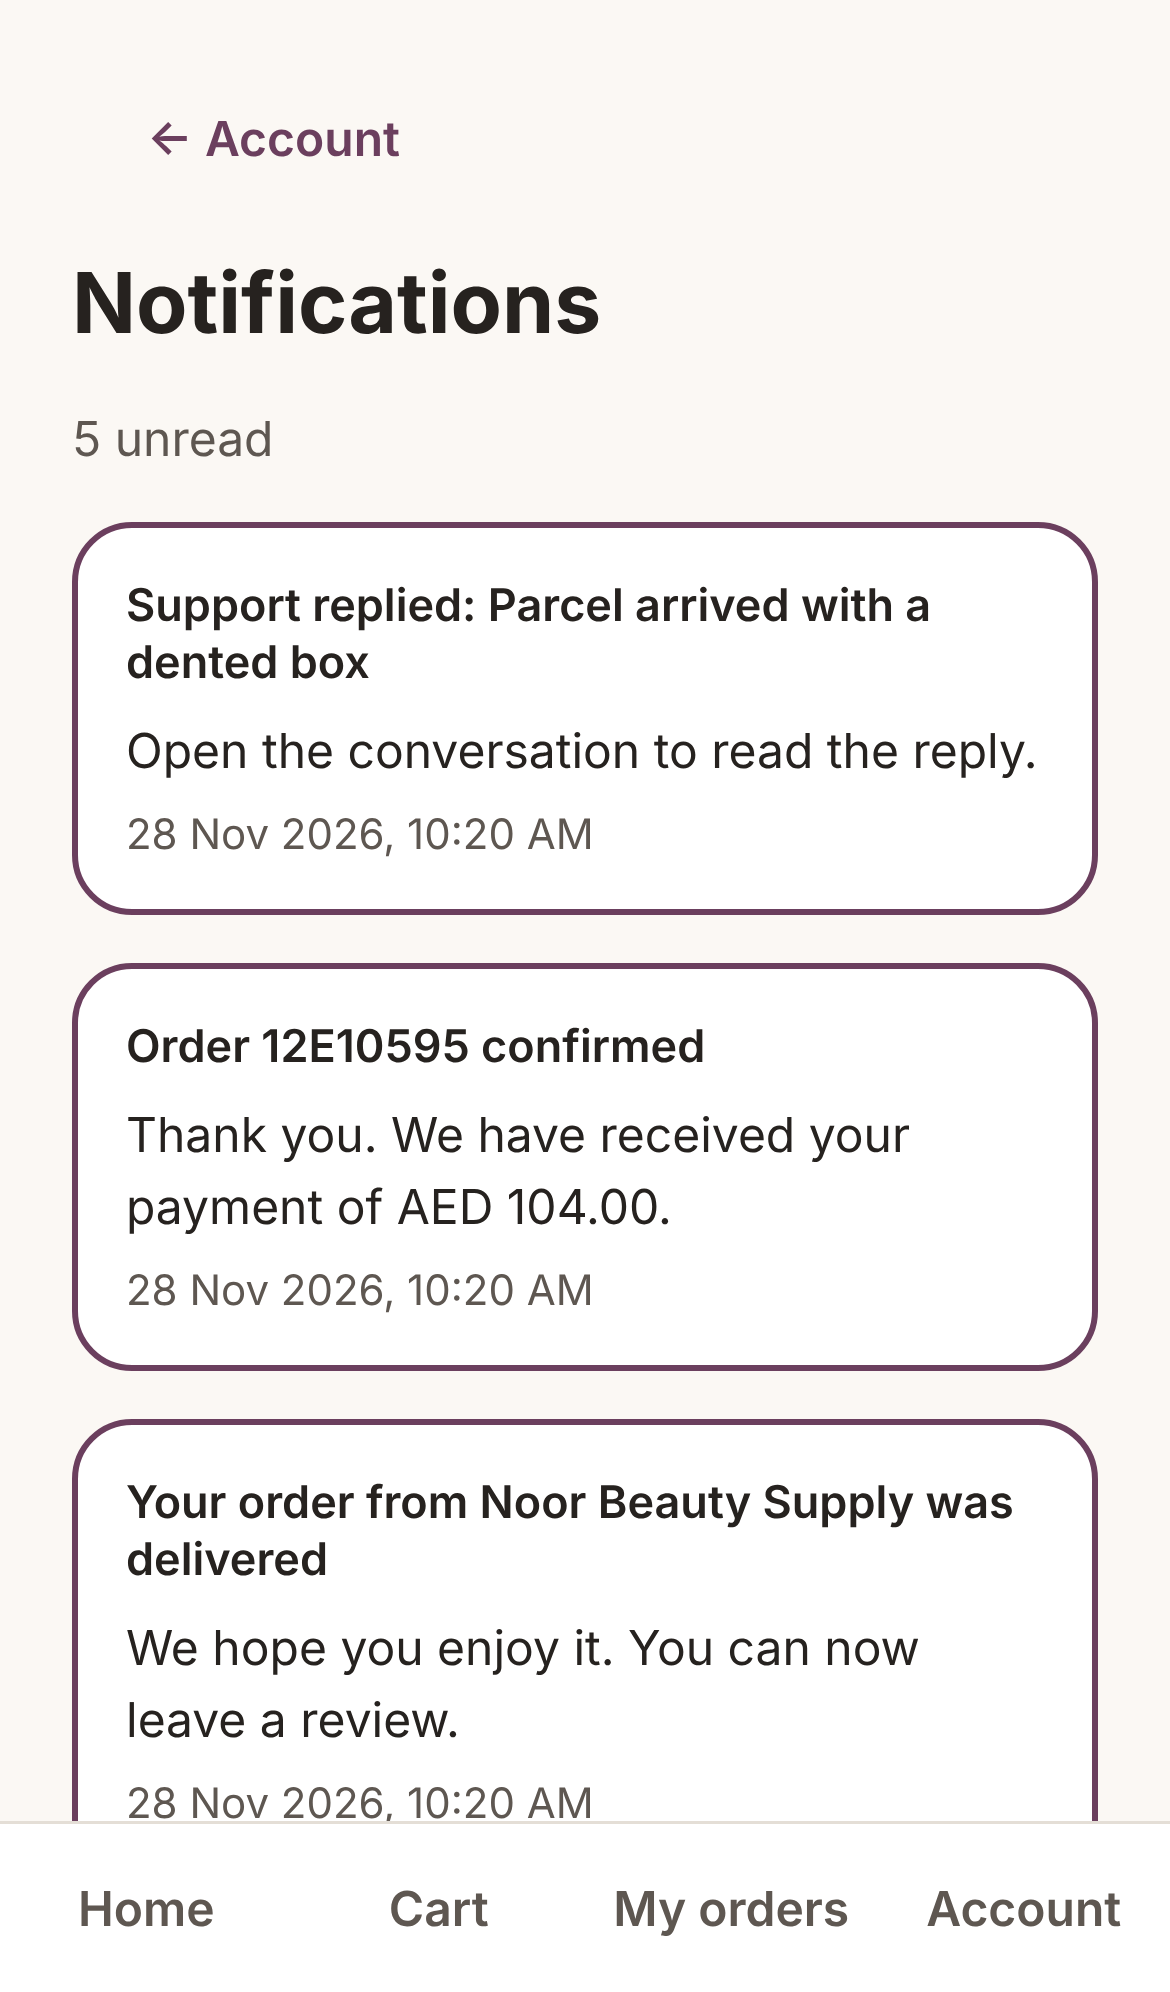 ← Account
Notifications
5 unread
Support replied: Parcel arrived with a
dented box
Open the conversation to read the reply.
28 Nov 2026, 10:20 AM
Order 12E10595 confirmed
Thank you. We have received your
payment of AED 104.00.
28 Nov 2026, 10:20 AM
Your order from Noor Beauty Supply was
delivered
We hope you enjoy it. You can now
leave a review.
28 Nov 2026, 10:20 AM
Home Cart My orders Account